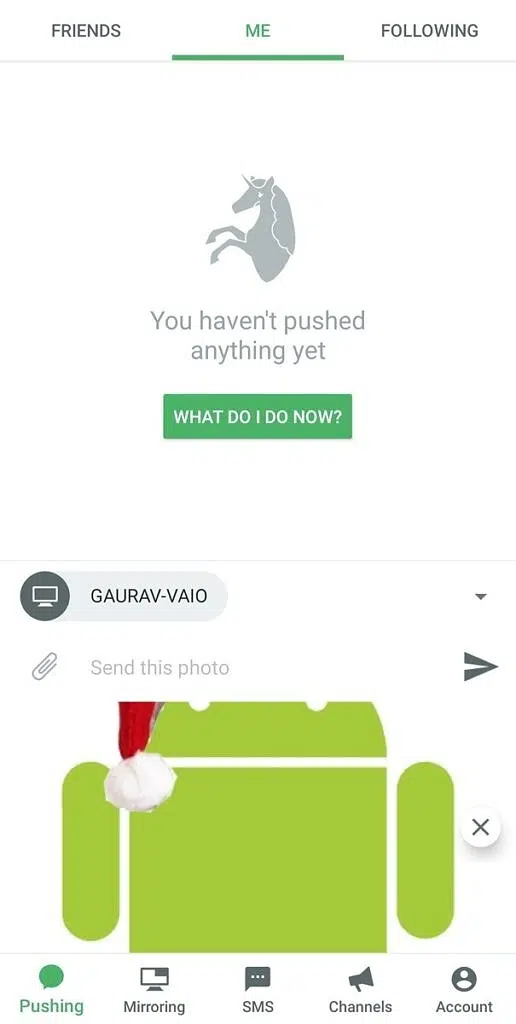 FRIENDS
ME
FOLLOWING
You haven't pushed
anything yet
WHAT DO I DO NOW?
GAURAV-VAIO
Send this photo
Pushing
Mirroring
SMS
Channels
Account